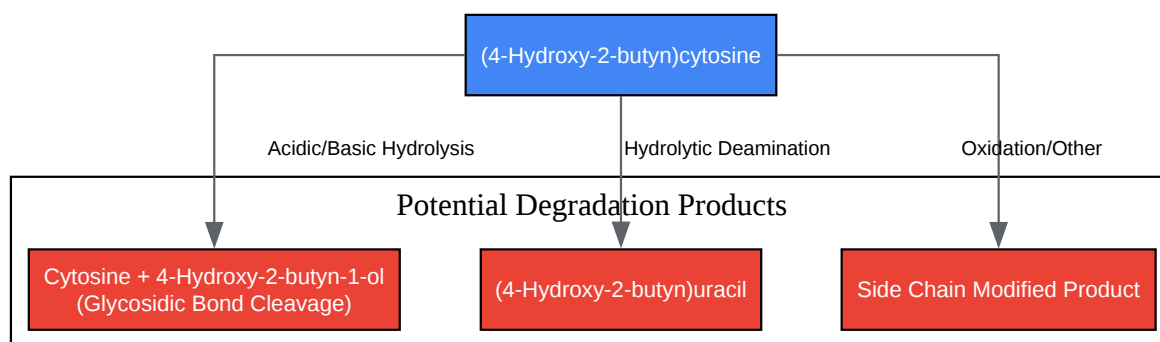 (4-Hydroxy-2-butyn)cytosine
Acidic/Basic Hydrolysis
Hydrolytic Deamination
Oxidation/Other
Potential Degradation Products
Cytosine + 4-Hydroxy-2-butyn-1-ol
(Glycosidic Bond Cleavage)
(4-Hydroxy-2-butyn)uracil
Side Chain Modified Product